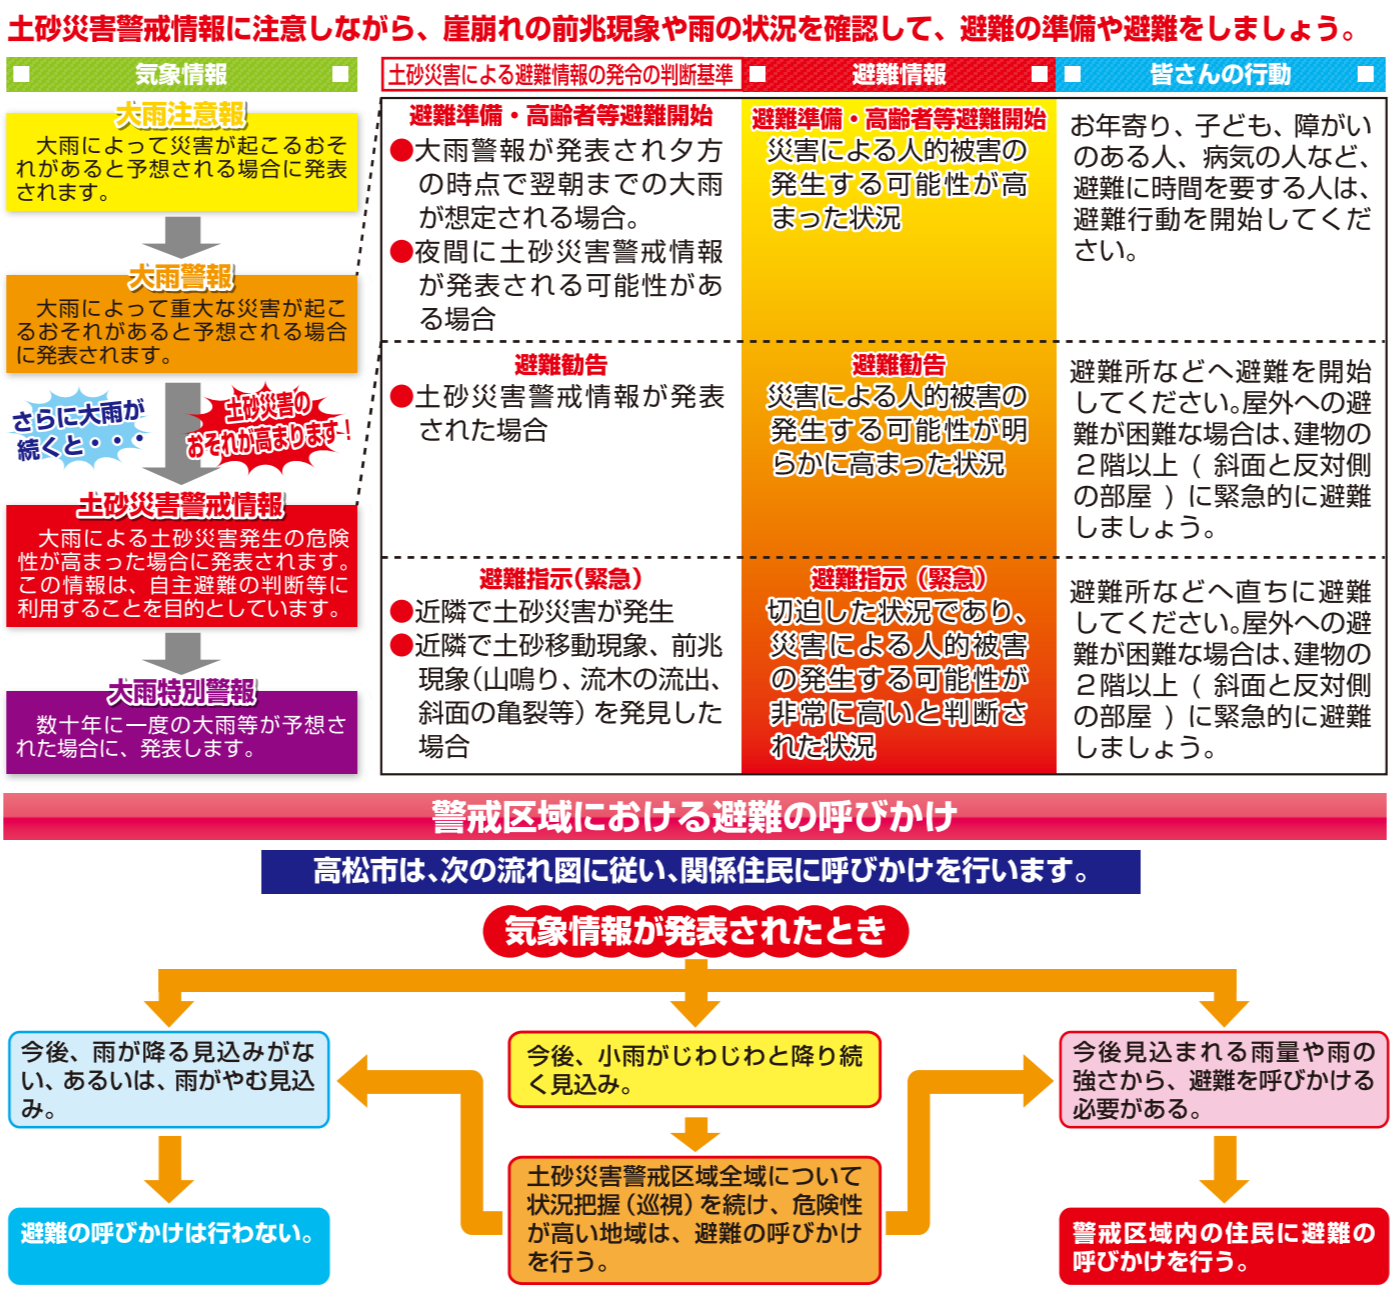 土砂災害警戒情報に注意しながら、崖崩れの前兆現象や雨の状況を確認して、避難の準備や避難をしましょう。
気象情報
大雨注意報
大雨によって災害が起こるおそ
れがあると予想される場合に発表
されます。
大雨警報
大雨によって重大な災害が起こ
るおそれがあると予想される場合
に発表されます。
さらに大雨が
続くと・・・
土砂災害の
おそれが高まります!
土砂災害警戒情報
大雨による土砂災害発生の危険
性が高まった場合に発表されます。
この情報は、自主避難の判断等に
利用することを目的としています。
大雨特別警報
数十年に一度の大雨等が予想さ
れた場合に、発表します。
土砂災害による避難情報の発令の判断基準
避難準備・高齢者等避難開始
●大雨警報が発表され夕方
の時点で翌朝までの大雨
が想定される場合。
●夜間に土砂災害警戒情報
が発表される可能性があ
る場合
避難勧告
●土砂災害警戒情報が発表
された場合
避難指示(緊急)
●近隣で土砂災害が発生
●近隣で土砂移動現象、前兆
現象(山鳴り、流木の流出、
斜面の亀裂等)を発見した
場合
避難情報
避難準備・高齢者等避難開始
災害による人的被害の
発生する可能性が高
まった状況
避難勧告
災害による人的被害の
発生する可能性が明
らかに高まった状況
避難指示(緊急)
切迫した状況であり、
災害による人的被害
の発生する可能性が
非常に高いと判断さ
れた状況
皆さんの行動
お年寄り、子ども、障がい
のある人、病気の人など、
避難に時間を要する人は、
避難行動を開始してくだ
さい。
避難所などへ避難を開始
してください。屋外への避
難が困難な場合は、建物の
２階以上(斜面と反対側
の部屋)に緊急的に避難
しましょう。
避難所などへ直ちに避難
してください。屋外への避
難が困難な場合は、建物の
２階以上(斜面と反対側
の部屋)に緊急的に避難
しましょう。
警戒区域における避難の呼びかけ
高松市は、次の流れ図に従い、関係住民に呼びかけを行います。
気象情報が発表されたとき
今後、雨が降る見込みがな
い、あるいは、雨がやむ見込
み。
避難の呼びかけは行わない。
今後、小雨がじわじわと降り続
く見込み。
土砂災害警戒区域全域について
状況把握(巡視)を続け、危険性
が高い地域は、避難の呼びかけ
を行う。
今後見込まれる雨量や雨の
強さから、避難を呼びかける
必要がある。
警戒区域内の住民に避難の
呼びかけを行う。